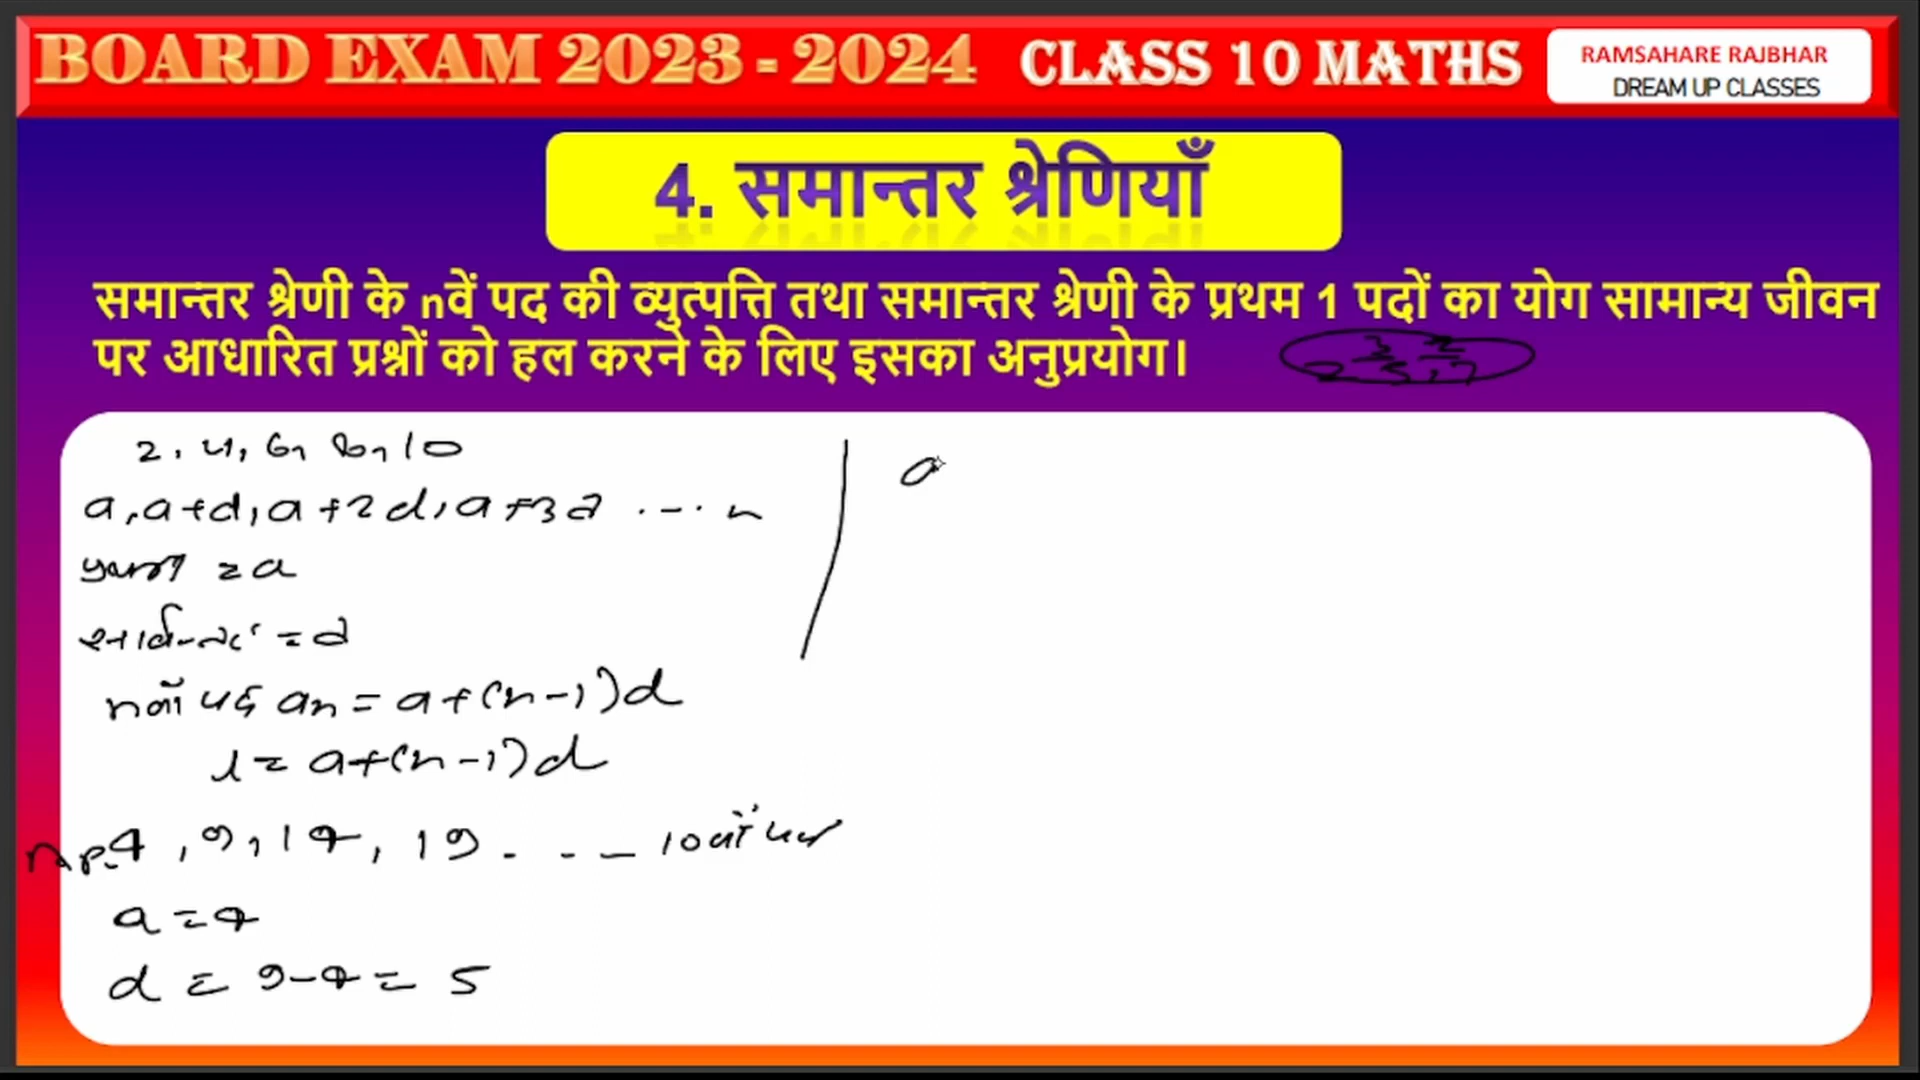 BOARD EXAM 2023 - 2024 CLASS 10 MATHS
RAMSAHARE RAJBHAR
DREAM UP CLASSES
4. समान्तर श्रेणियाँ
समान्तर श्रेणी के nवें पद की व्युत्पत्ति तथा समान्तर श्रेणी के प्रथम 1 पदों का योग सामान्य जीवन
पर आधारित प्रश्नों को हल करने के लिए इसका अनुप्रयोग।
2, 4, 6, 8, 10
a, a+d, a+2d, a+3d ---- n
= a
= d
nवाँ पद an = a+(n-1)d
l = a+(n-1)d
4, 9, 14, 19 - - - 10वाँ पद
a = 4
d = 9-4 = 5